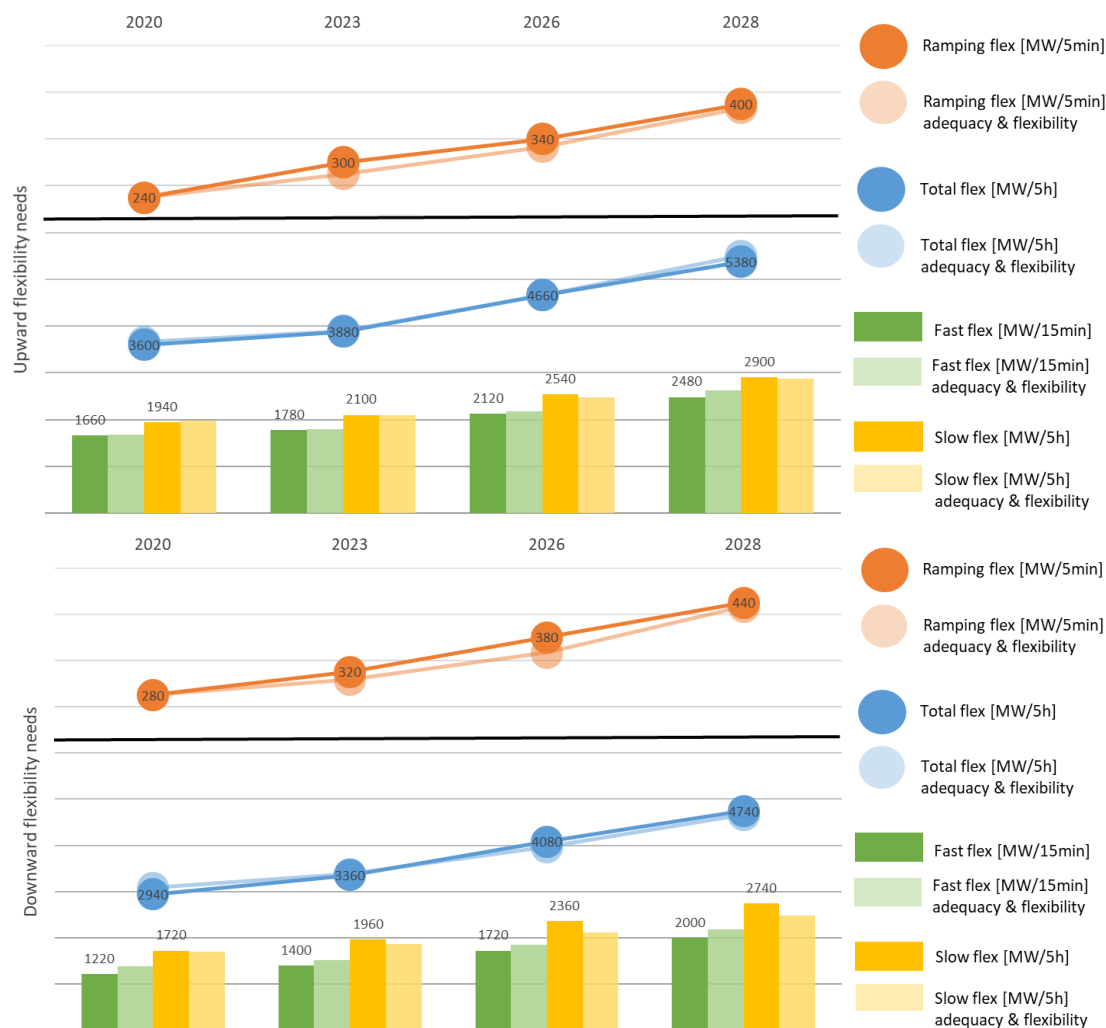 2020 2023 2026 2028
Upward flexibility needs
240 300 340 400
3600 3880 4660 5380
1660 1940 1780 2100 2120 2540 2480 2900
Ramping flex [MW/5min]
Ramping flex [MW/5min]
adequacy & flexibility
Total flex [MW/5h]
Total flex [MW/5h]
adequacy & flexibility
Fast flex [MW/15min]
Fast flex [MW/15min]
adequacy & flexibility
Slow flex [MW/5h]
Slow flex [MW/5h]
adequacy & flexibility
2020 2023 2026 2028
Downward flexibility needs
280 320 380 440
2940 3360 4080 4740
1220 1720 1400 1960 1720 2360 2000 2740
Ramping flex [MW/5min]
Ramping flex [MW/5min]
adequacy & flexibility
Total flex [MW/5h]
Total flex [MW/5h]
adequacy & flexibility
Fast flex [MW/15min]
Fast flex [MW/15min]
adequacy & flexibility
Slow flex [MW/5h]
Slow flex [MW/5h]
adequacy & flexibility